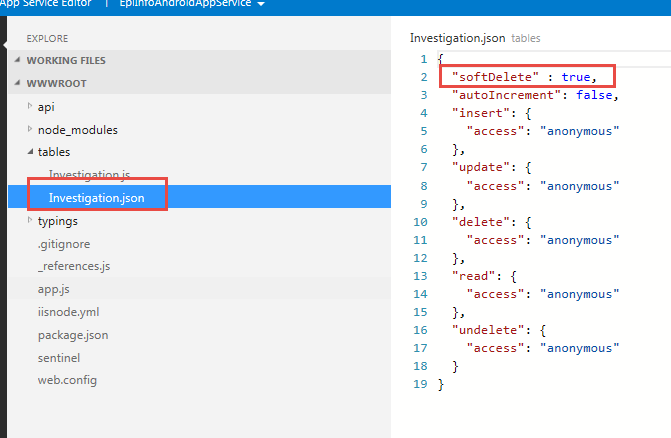 App Service Editor | EpiInfoAndroidAppService
EXPLORE
WORKING FILES
WWWROOT
api
node_modules
tables
Investigation.js
Investigation.json
typings
.gitignore
_references.js
app.js
iisnode.yml
package.json
sentinel
web.config
Investigation.json tables
1 {
2 "softDelete" : true,
3 "autoIncrement": false,
4 "insert": {
5 "access": "anonymous"
6 },
7 "update": {
8 "access": "anonymous"
9 },
10 "delete": {
11 "access": "anonymous"
12 },
13 "read": {
14 "access": "anonymous"
15 },
16 "undelete": {
17 "access": "anonymous"
18 }
19 }